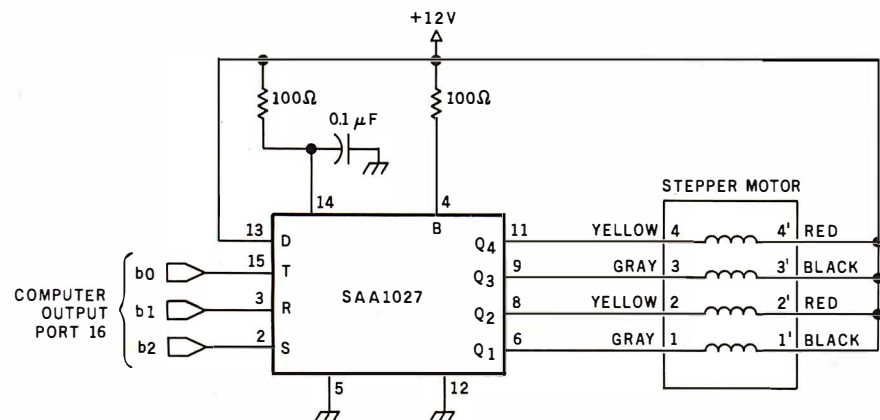 +12V
100Ω
100Ω
0.1 µF
14
4
STEPPER MOTOR
13
D
B
Q4
11
YELLOW
4
4'
RED
b0
15
T
9
GRAY
3
3'
BLACK
COMPUTER
OUTPUT
PORT 16
b1
3
R
SAA1027
Q3
Q2
8
YELLOW
2
2'
RED
b2
2
S
Q1
6
GRAY
1
1'
BLACK
5
12